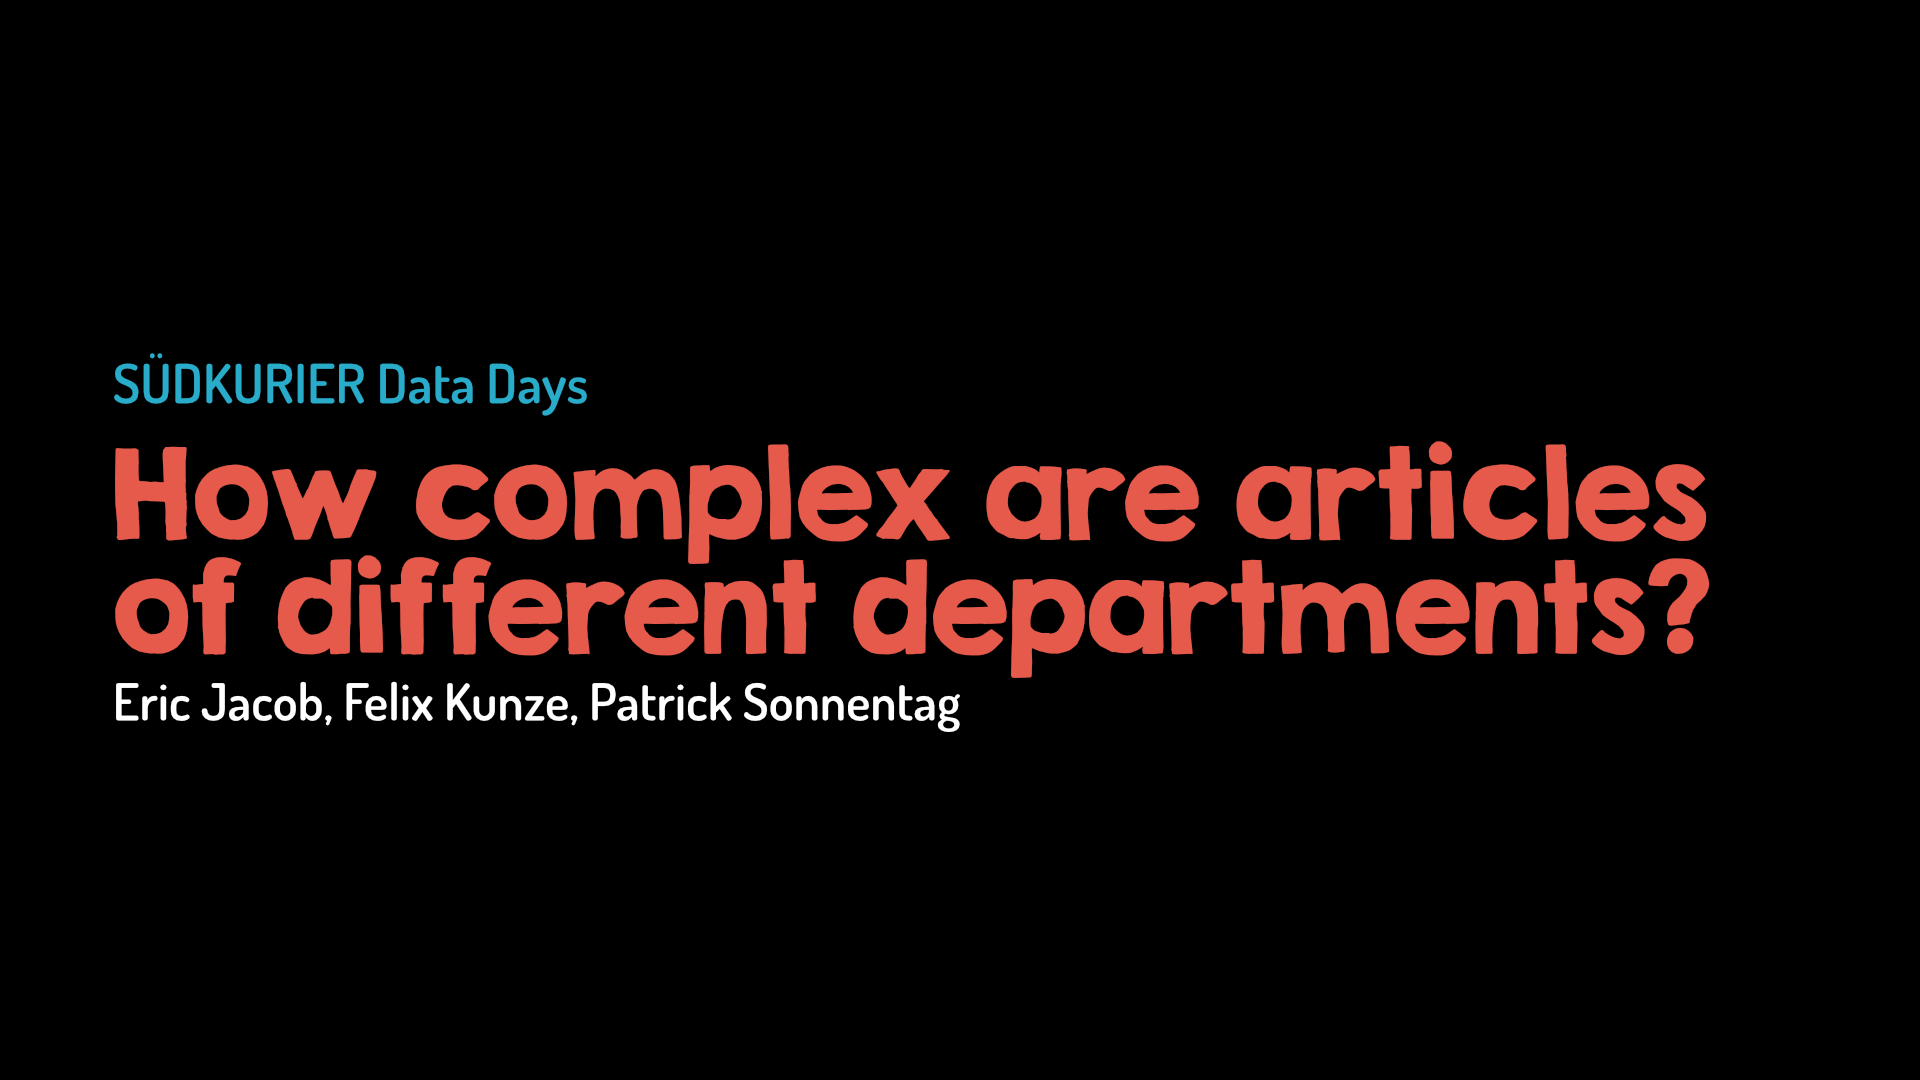 SÜDKURIER Data Days
How complex are articles
of different departments?
Eric Jacob, Felix Kunze, Patrick Sonnentag